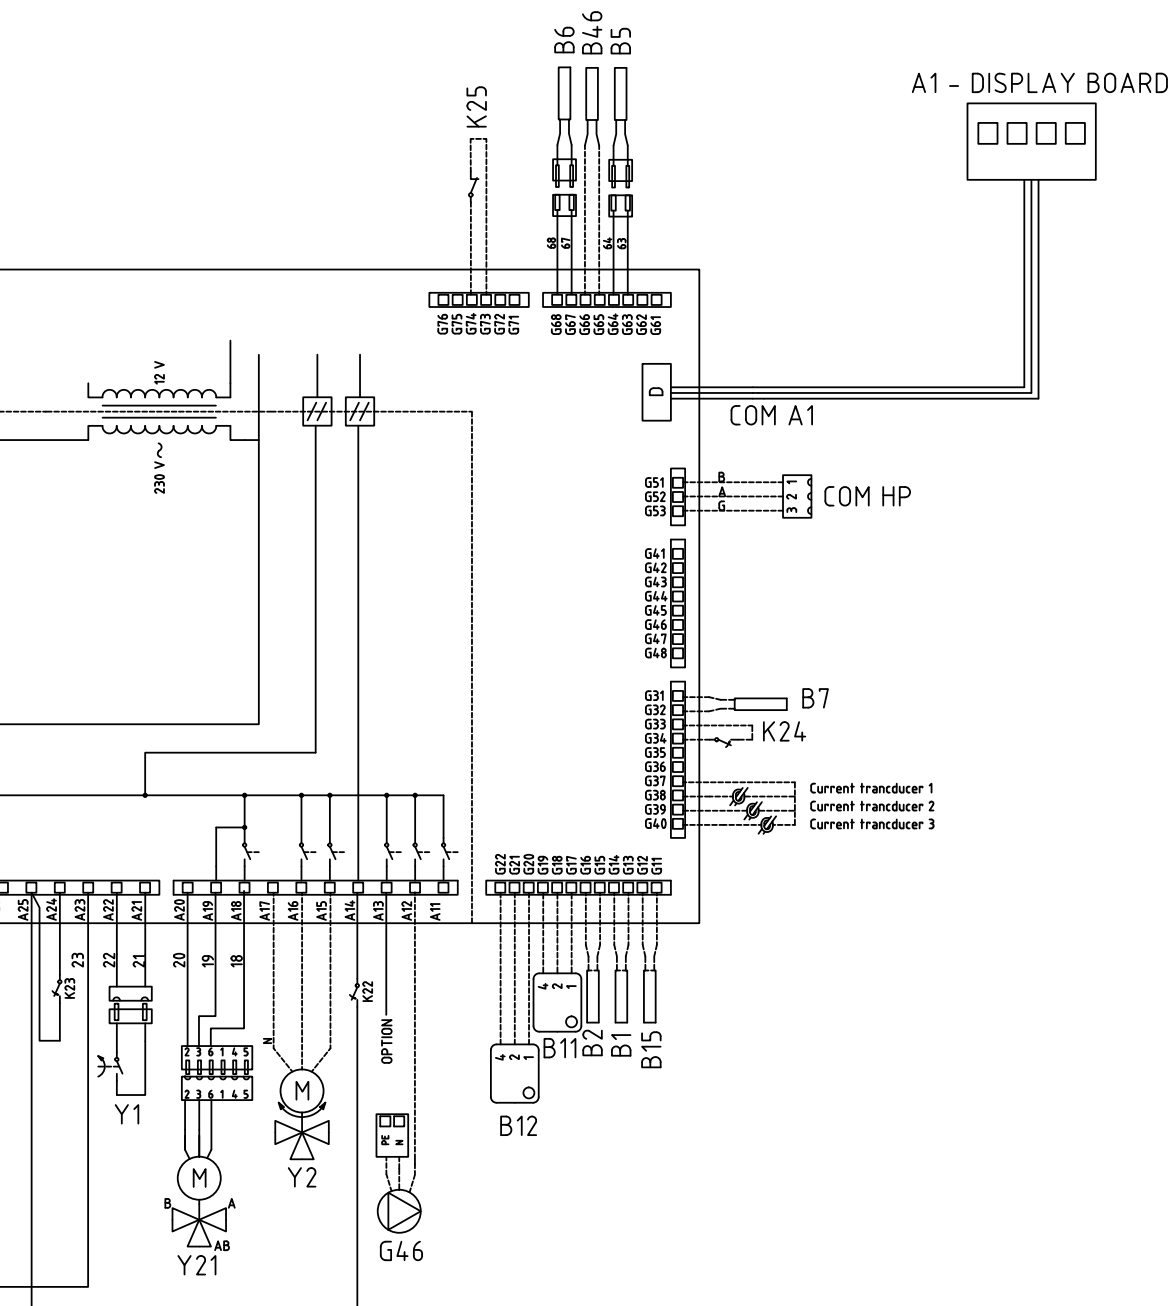 B6
B46
B5
K25
A1 - DISPLAY BOARD
68
67
64
63
G76
G75
G74
G73
G72
G71
G68
G67
G66
G65
G64
G63
G62
G61
12 V
230 V ~
D
COM A1
G51
G52
G53
B
A
G
1
2
3
COM HP
G41
G42
G43
G44
G45
G46
G47
G48
G31
G32
G33
G34
G35
G36
G37
G38
G39
G40
B7
K24
Current trancducer 1
Current trancducer 2
Current trancducer 3
G22
G21
G20
G19
G18
G17
G16
G15
G14
G13
G12
G11
A25
A24
A23
A22
A21
A20
A19
A18
A17
A16
A15
A14
A13
A12
A11
23
22
21
20
19
18
K23
K22
N
OPTION
2 3 6 1 4 5
2 3 6 1 4 5
4 2 1
B11
B2
B1
B15
4 2 1
B12
Y1
M
Y2
PE
N
M
B
A
AB
Y21
G46